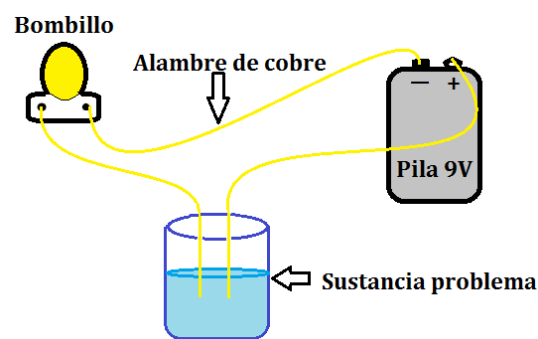 Bombillo
Alambre de cobre
— +
Pila 9V
Sustancia problema